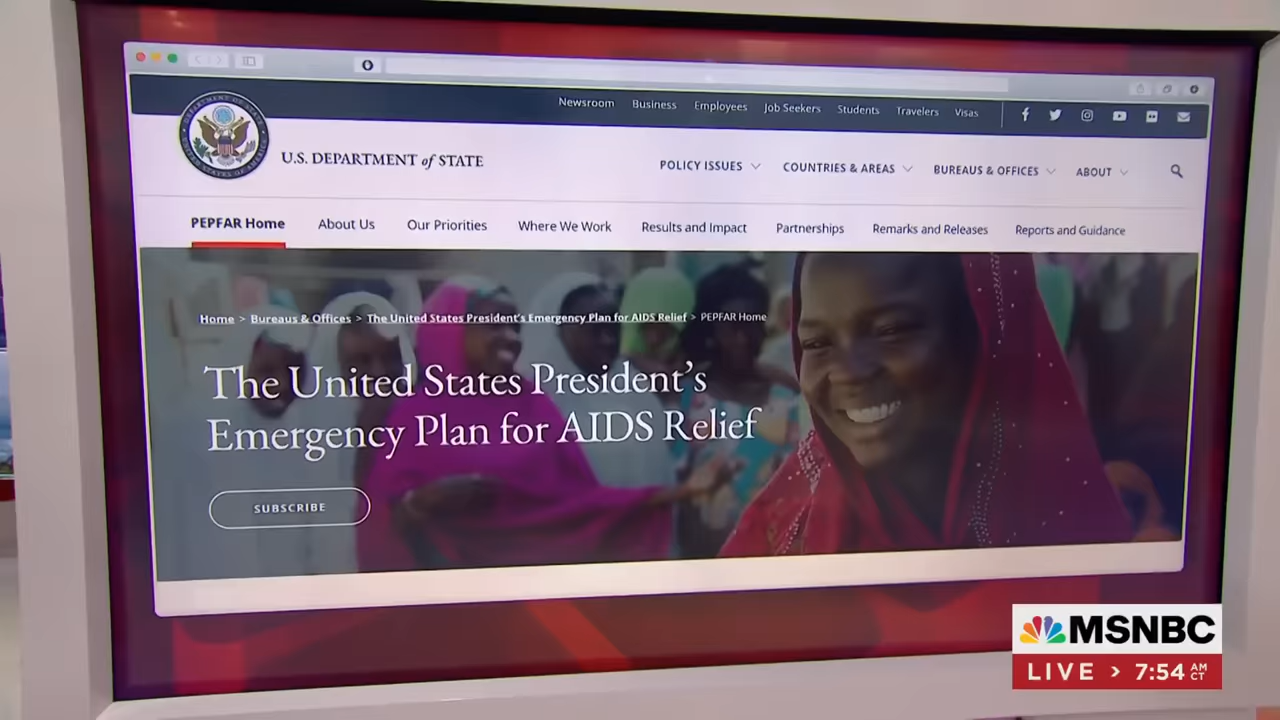 Newsroom Business Employees Job Seekers Students Travelers Visas
U.S. DEPARTMENT of STATE
POLICY ISSUES COUNTRIES & AREAS BUREAUS & OFFICES ABOUT
PEPFAR Home About Us Our Priorities Where We Work Results and Impact Partnerships Remarks and Releases Reports and Guidance
Home > Bureaus & Offices > The United States President's Emergency Plan for AIDS Relief > PEPFAR Home
The United States President's
Emergency Plan for AIDS Relief
SUBSCRIBE
MSNBC
LIVE > 7:54 AM CT